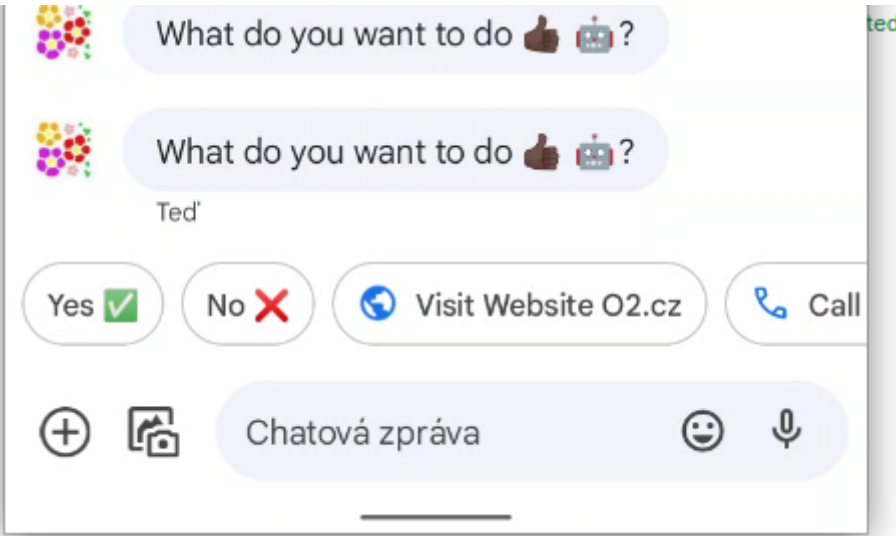 What do you want to do 👍🏿 🤖?
What do you want to do 👍🏿 🤖?
Teď
Yes ✅ No ❌ Visit Website O2.cz Call
Chatová zpráva